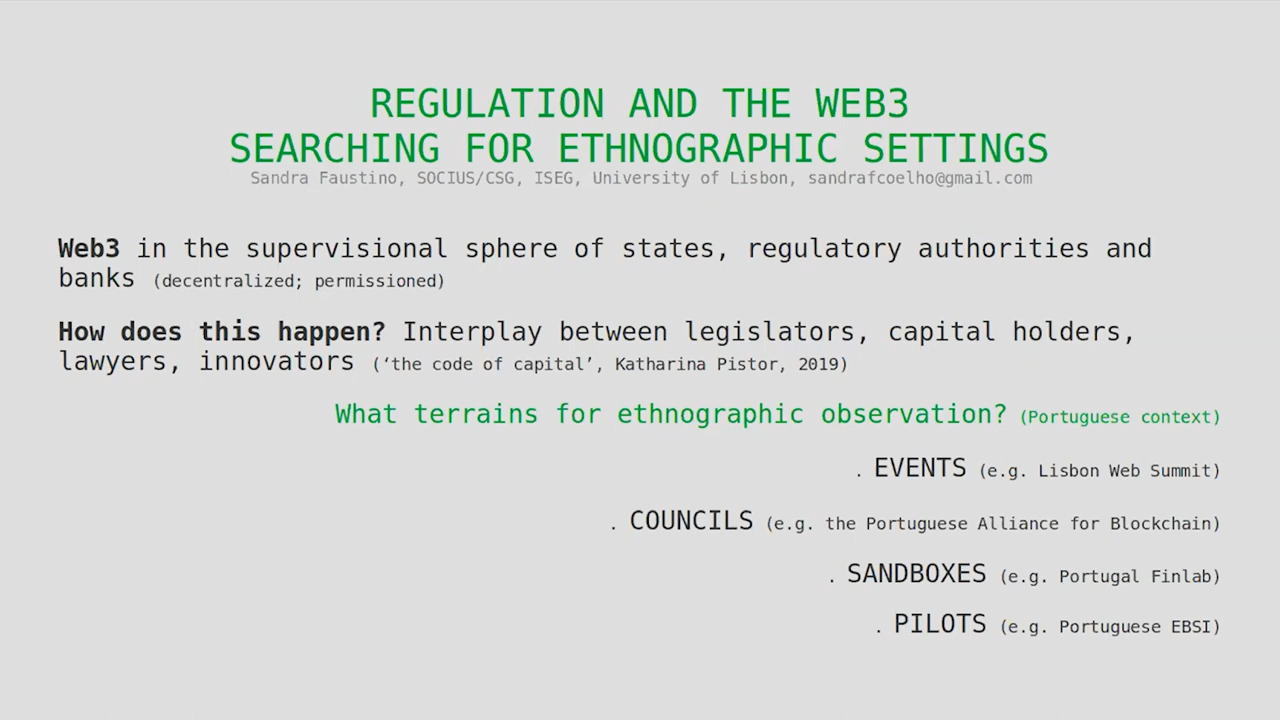 REGULATION AND THE WEB3
SEARCHING FOR ETHNOGRAPHIC SETTINGS
Sandra Faustino, SOCIUS/CSG, ISEG, University of Lisbon, sandrafcoelho@gmail.com
Web3 in the supervisional sphere of states, regulatory authorities and
banks (decentralized; permissioned)
How does this happen? Interplay between legislators, capital holders,
lawyers, innovators (‘the code of capital’, Katharina Pistor, 2019)
What terrains for ethnographic observation? (Portuguese context)
. EVENTS (e.g. Lisbon Web Summit)
. COUNCILS (e.g. the Portuguese Alliance for Blockchain)
. SANDBOXES (e.g. Portugal Finlab)
. PILOTS (e.g. Portuguese EBSI)